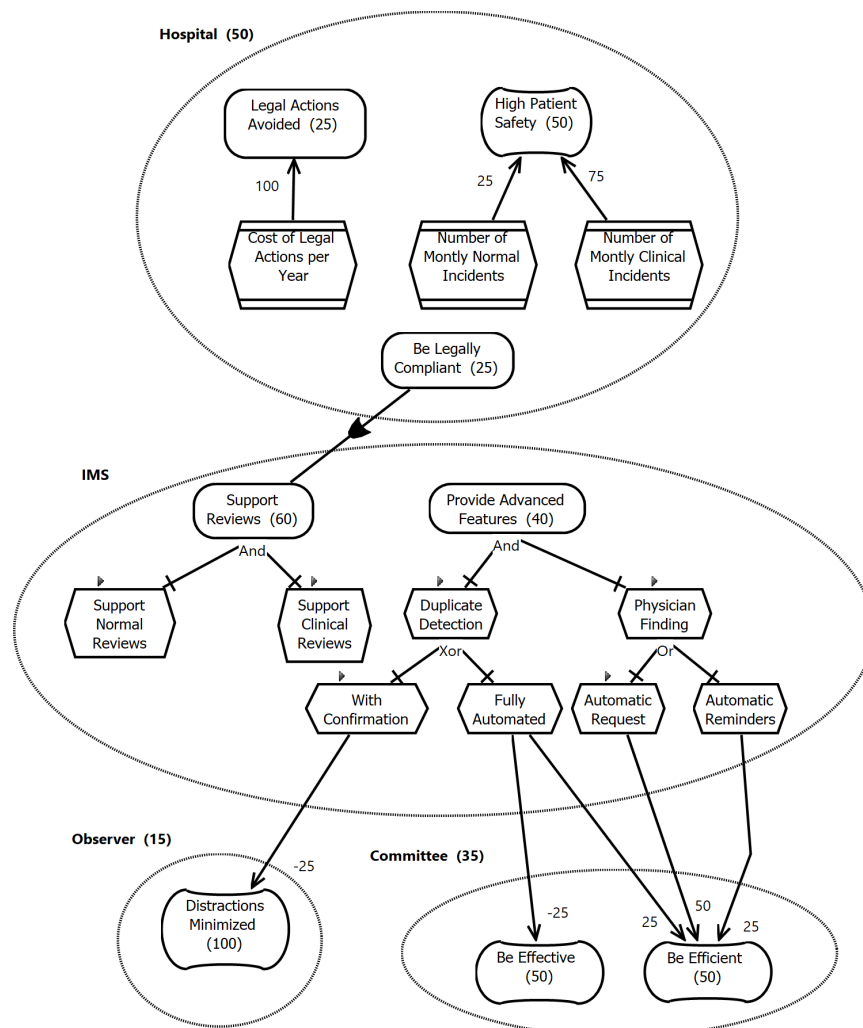 Hospital (50)
Legal Actions
Avoided (25)
High Patient
Safety (50)
100
25
75
Cost of Legal
Actions per
Year
Number of
Montly Normal
Incidents
Number of
Montly Clinical
Incidents
Be Legally
Compliant (25)
IMS
Support
Reviews (60)
Provide Advanced
Features (40)
And
And
Support
Normal
Reviews
Support
Clinical
Reviews
Duplicate
Detection
Physician
Finding
Xor
Or
With
Confirmation
Fully
Automated
Automatic
Request
Automatic
Reminders
Observer (15)
Committee (35)
-25
-25
25
50
25
Distractions
Minimized
(100)
Be Effective
(50)
Be Efficient
(50)